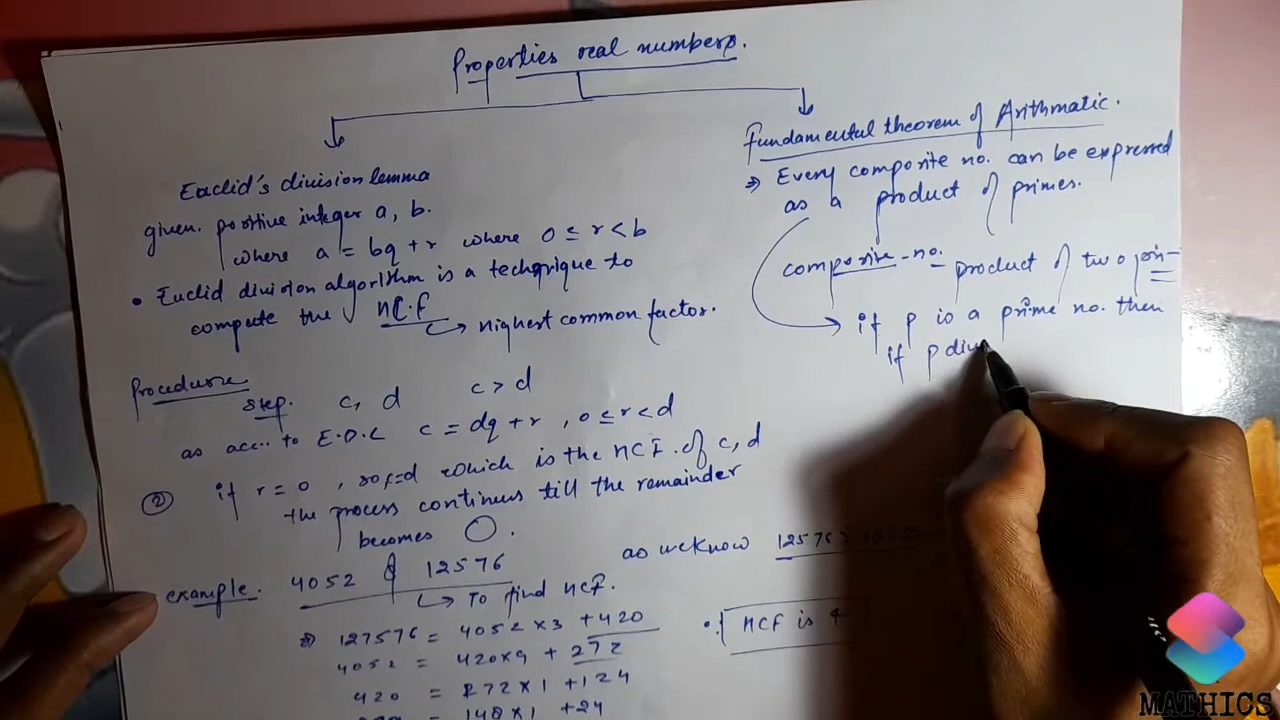 Properties real numbers.
Euclid's division lemma
given. positive integer a, b.
where a = bq + r where 0 ≤ r < b
• Euclid division algorithm is a technique to
compute the H.C.F
↳ Highest common factor.
Procedure
Step. c, d c > d
as acc.. to E.D.L c = dq + r , 0 ≤ r < d
② if r = 0 , which is the HCF. of c, d
the process continues till the remainder
becomes 0.
example. 4052 & 12576
↳ To find HCF.
⇒ 127576 = 4052 × 3 + 420
4052 = 420 × 9 + 272
420 = 272 × 1 + 124
148 × 1 + 24
as we know 12576 >
HCF is 4
Fundamental theorem of Arithmatic.
⇒ Every composite no. can be expressed
as a product of primes.
composite - no. product of two
if p is a prime no. then
if p
MATHICS